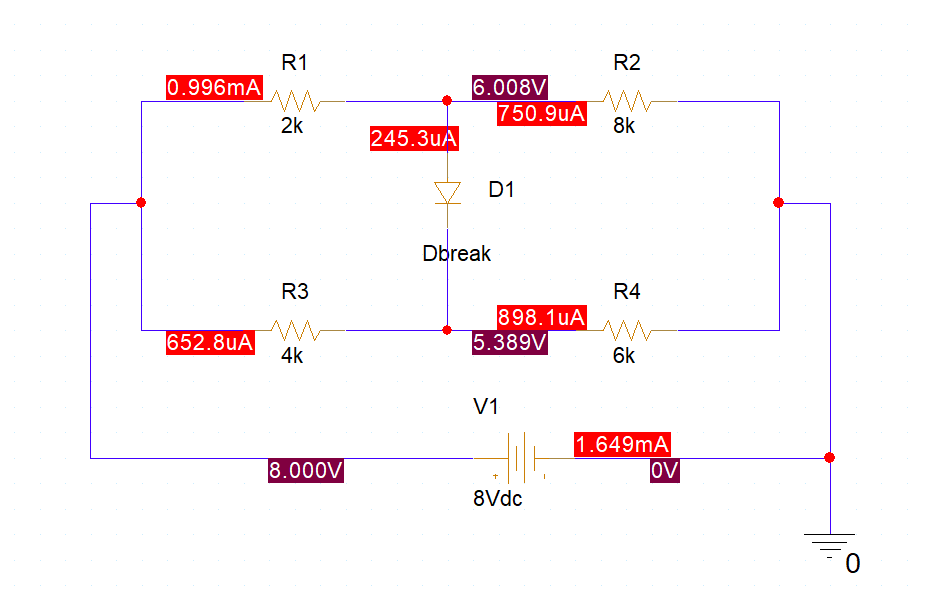 R1
R2
0.996mA
6.008V
750.9uA
2k
8k
245.3uA
D1
Dbreak
R3
R4
898.1uA
652.8uA
5.389V
4k
6k
V1
1.649mA
8.000V
0V
+
-
8Vdc
0